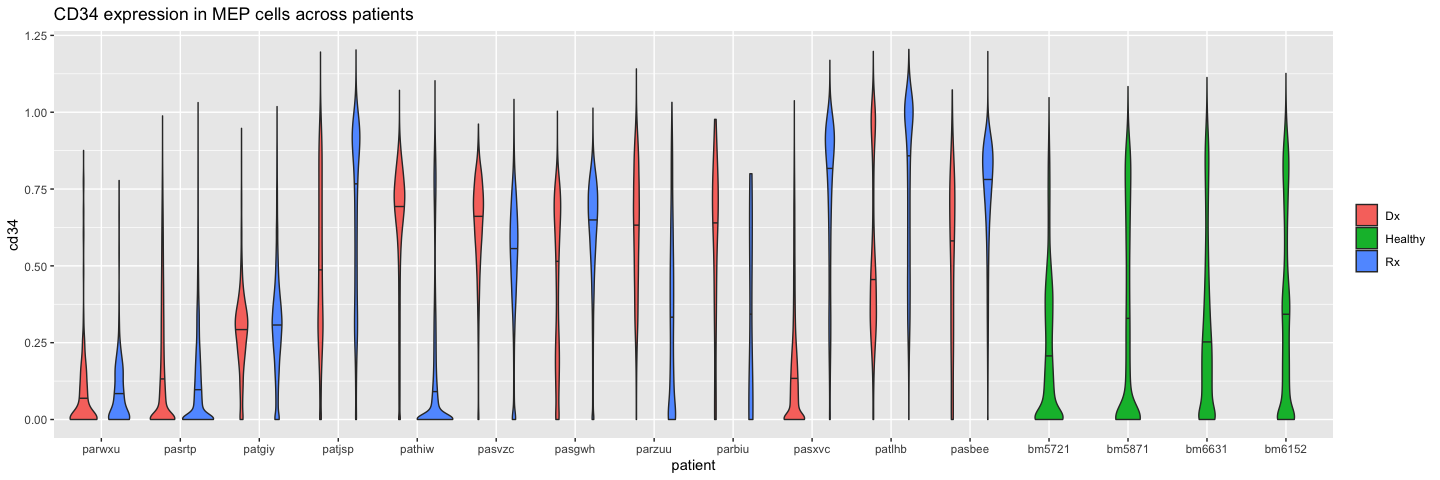 CD34 expression in MEP cells across patients
1.25
1.00
0.75
0.50
0.25
0.00
cd34
parwxu pasrtp patgiy patjsp pathiw pasvzc pasgwh parzuu parbiu pasxvc patlhb pasbee bm5721 bm5871 bm6631 bm6152
patient
Dx
Healthy
Rx